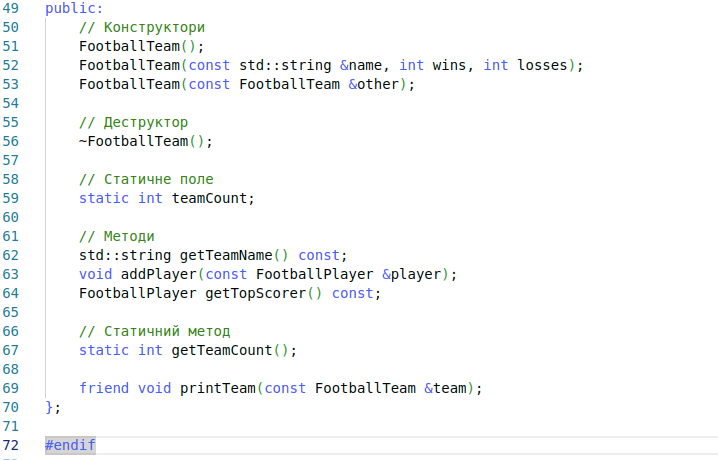 49 public:
50 // Конструктори
51 FootballTeam();
52 FootballTeam(const std::string &name, int wins, int losses);
53 FootballTeam(const FootballTeam &other);
54
55 // Деструктор
56 ~FootballTeam();
57
58 // Статичне поле
59 static int teamCount;
60
61 // Методи
62 std::string getTeamName() const;
63 void addPlayer(const FootballPlayer &player);
64 FootballPlayer getTopScorer() const;
65
66 // Статичний метод
67 static int getTeamCount();
68
69 friend void printTeam(const FootballTeam &team);
70 };
71
72 #endif